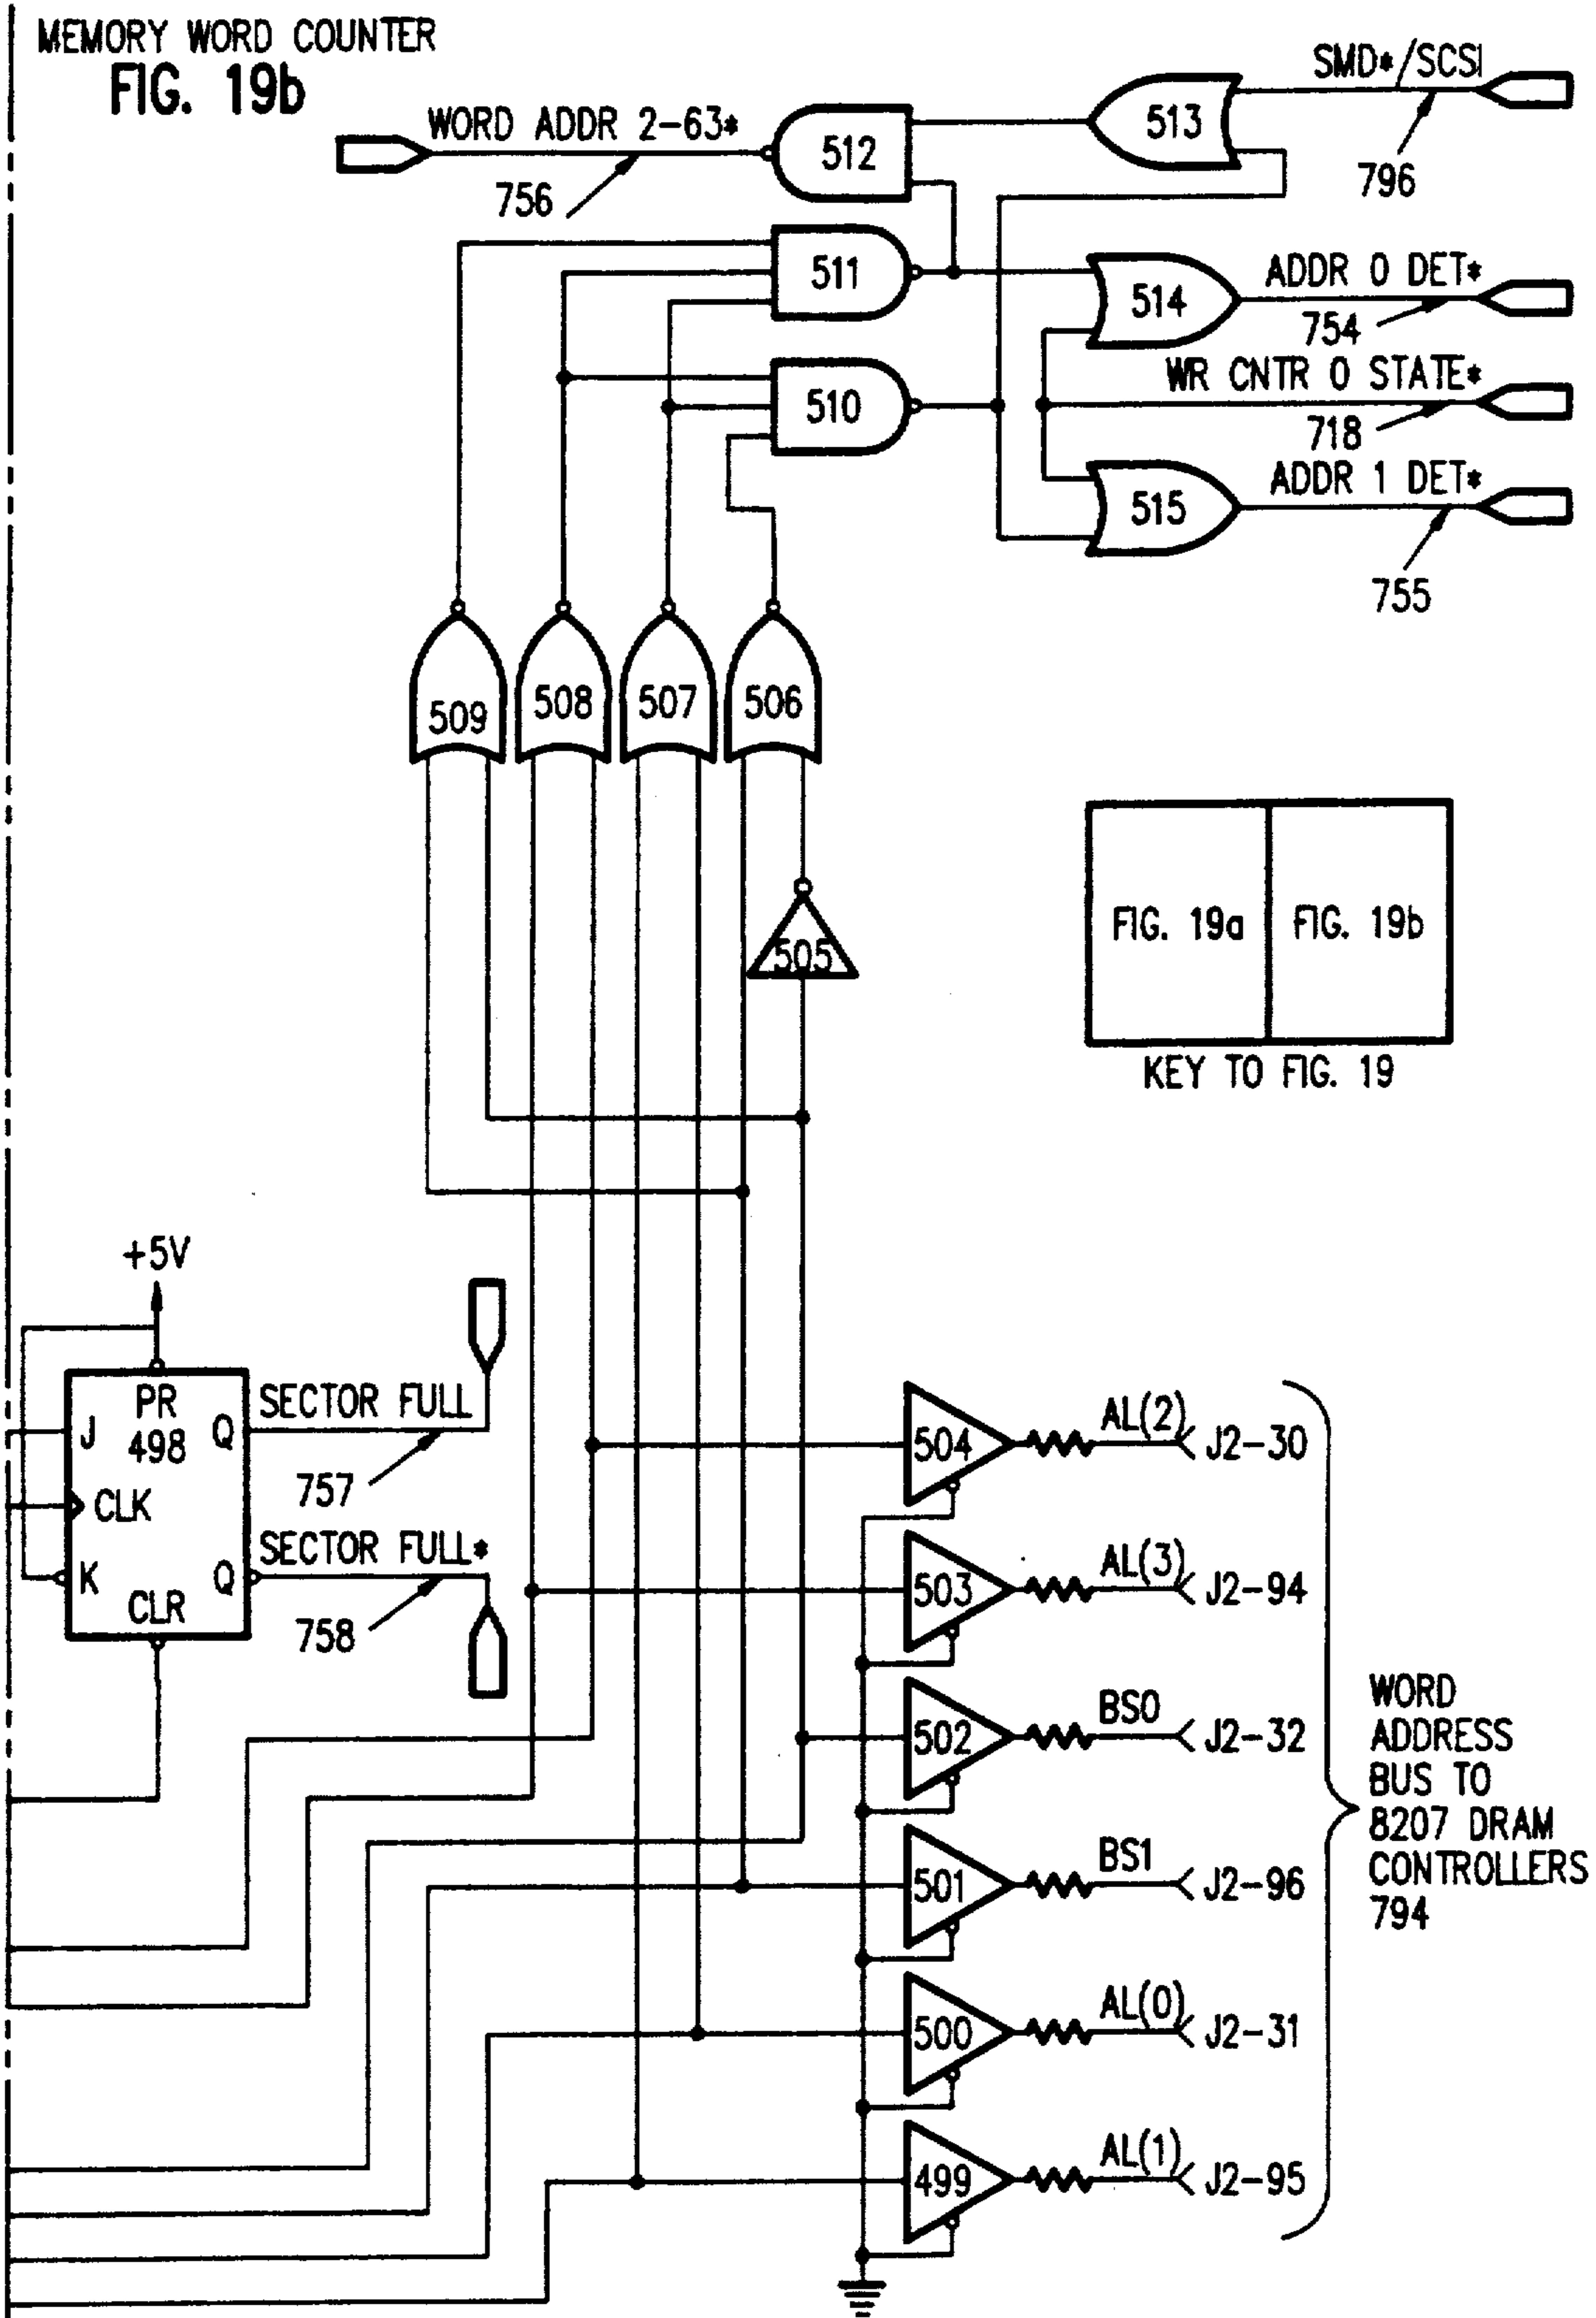 MEMORY WORD COUNTER
FIG. 19b
SMD*/SCSI
796
WORD ADDR 2-63*
756
512
513
511
514
ADDR 0 DET*
754
510
WR CNTR 0 STATE*
718
515
ADDR 1 DET*
755
509
508
507
506
505
FIG. 19a
FIG. 19b
KEY TO FIG. 19
+5V
PR
498
J
Q
CLK
K
Q
CLR
SECTOR FULL
757
SECTOR FULL*
758
504
AL(2)
J2-30
503
AL(3)
J2-94
502
BS0
J2-32
501
BS1
J2-96
500
AL(0)
J2-31
499
AL(1)
J2-95
WORD
ADDRESS
BUS TO
8207 DRAM
CONTROLLERS
794